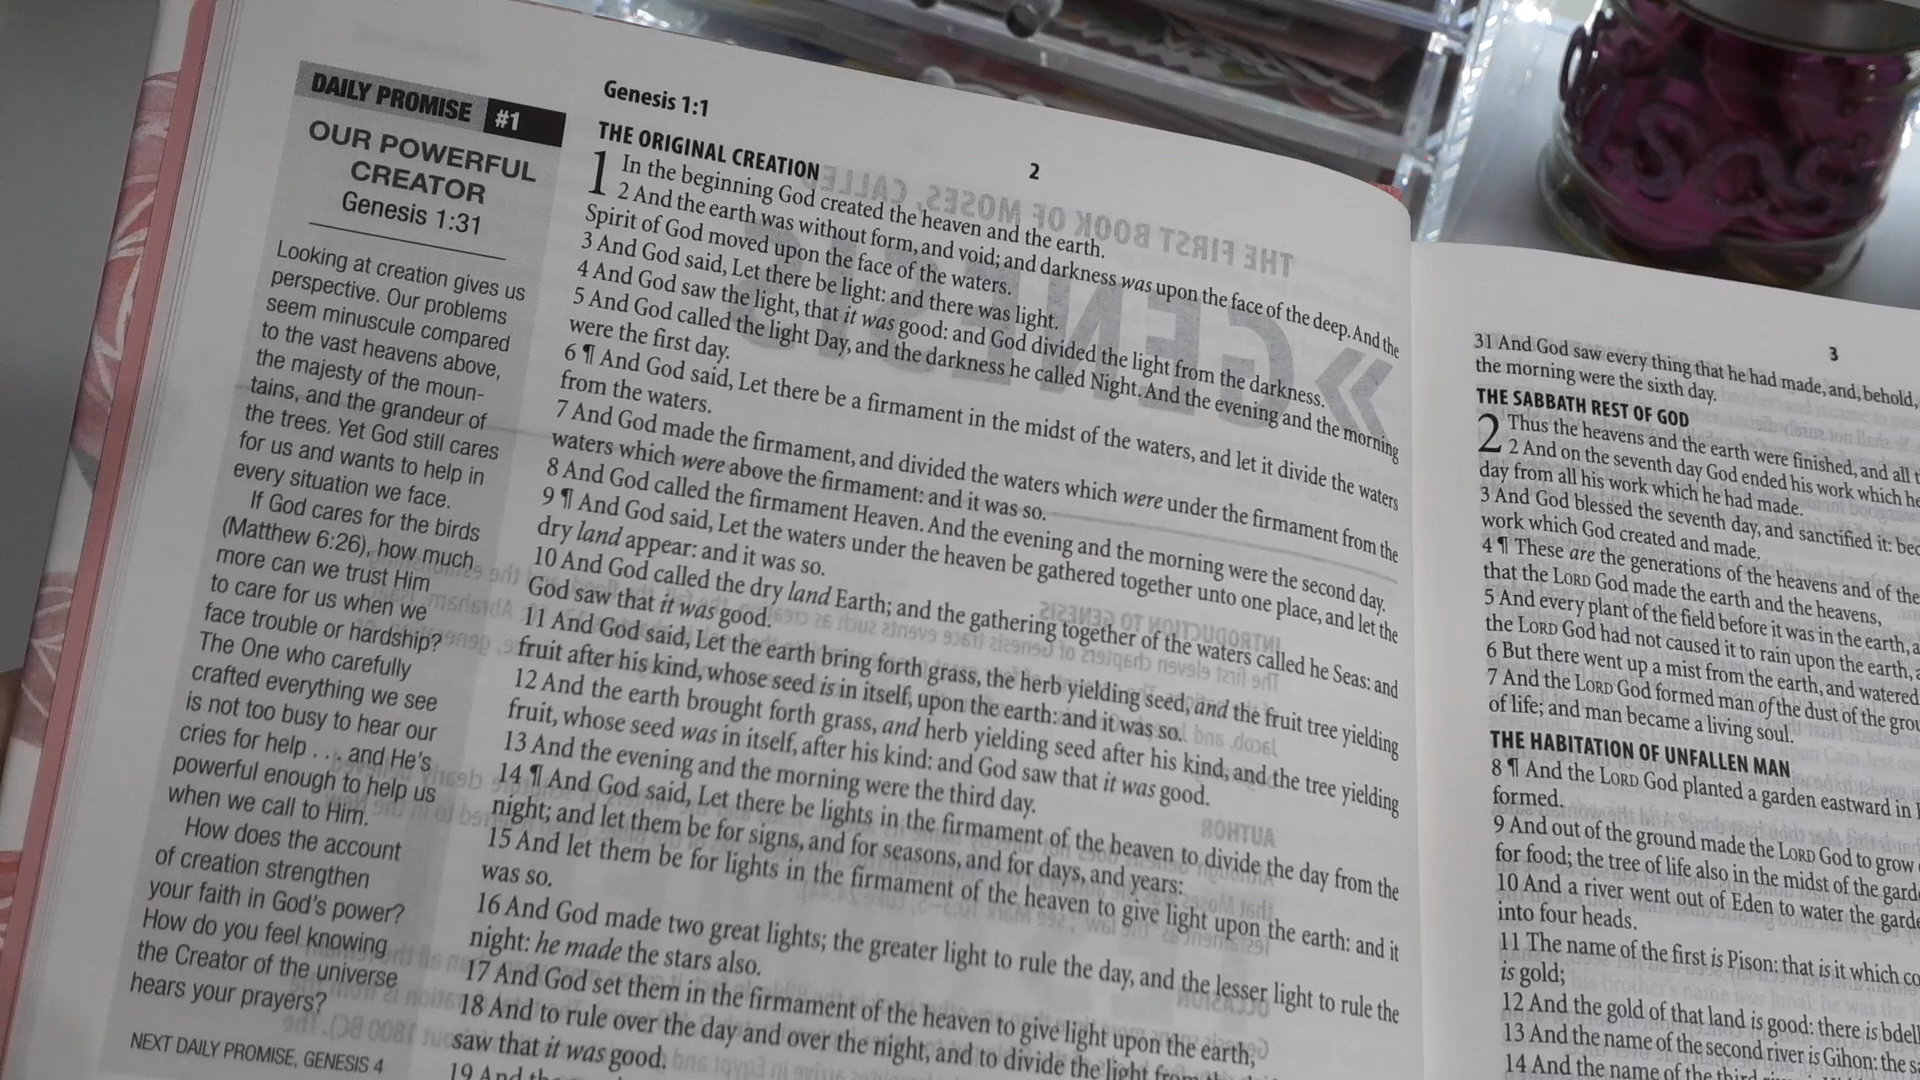 DAILY PROMISE #1
OUR POWERFUL
CREATOR
Genesis 1:31
Looking at creation gives us
perspective. Our problems
seem minuscule compared
to the vast heavens above,
the majesty of the moun-
tains, and the grandeur of
the trees. Yet God still cares
for us and wants to help in
every situation we face.
If God cares for the birds
(Matthew 6:26), how much
more can we trust Him
to care for us when we
face trouble or hardship?
The One who carefully
crafted everything we see
is not too busy to hear our
cries for help . . . and He's
powerful enough to help us
when we call to Him.
How does the account
of creation strengthen
your faith in God's power?
How do you feel knowing
the Creator of the universe
hears your prayers?
NEXT DAILY PROMISE, GENESIS 4
Genesis 1:1
2
THE ORIGINAL CREATION
1 In the beginning God created the heaven and the earth.
2 And the earth was without form, and void; and darkness was upon the face of the deep. And the
Spirit of God moved upon the face of the waters.
3 And God said, Let there be light: and there was light.
4 And God saw the light, that it was good: and God divided the light from the darkness.
5 And God called the light Day, and the darkness he called Night. And the evening and the morning
were the first day.
6 ¶ And God said, Let there be a firmament in the midst of the waters, and let it divide the waters
from the waters.
7 And God made the firmament, and divided the waters which were under the firmament from the
waters which were above the firmament: and it was so.
8 And God called the firmament Heaven. And the evening and the morning were the second day.
9 ¶ And God said, Let the waters under the heaven be gathered together unto one place, and let the
dry land appear: and it was so.
10 And God called the dry land Earth; and the gathering together of the waters called he Seas: and
God saw that it was good.
11 And God said, Let the earth bring forth grass, the herb yielding seed, and the fruit tree yielding
fruit after his kind, whose seed is in itself, upon the earth: and it was so.
12 And the earth brought forth grass, and herb yielding seed after his kind, and the tree yielding
fruit, whose seed was in itself, after his kind: and God saw that it was good.
13 And the evening and the morning were the third day.
14 ¶ And God said, Let there be lights in the firmament of the heaven to divide the day from the
night; and let them be for signs, and for seasons, and for days, and years:
15 And let them be for lights in the firmament of the heaven to give light upon the earth: and it
was so.
16 And God made two great lights; the greater light to rule the day, and the lesser light to rule the
night: he made the stars also.
17 And God set them in the firmament of the heaven to give light upon the earth,
18 And to rule over the day and over the night, and to divide the light from
saw that it was good.
19 And
3
31 And God saw every thing that he had made, and, behold,
the morning were the sixth day.
THE SABBATH REST OF GOD
2 Thus the heavens and the earth were finished, and all
2 And on the seventh day God ended his work which he
day from all his work which he had made.
3 And God blessed the seventh day, and sanctified it:
work which God created and made.
4 ¶ These are the generations of the heavens and of the
that the LORD God made the earth and the heavens,
5 And every plant of the field before it was in the earth,
the LORD God had not caused it to rain upon the earth,
6 But there went up a mist from the earth, and watered
7 And the LORD God formed man of the dust of the
of life; and man became a living soul.
THE HABITATION OF UNFALLEN MAN
8 ¶ And the LORD God planted a garden eastward in
formed.
9 And out of the ground made the LORD God to grow
for food; the tree of life also in the midst of the
10 And a river went out of Eden to water the
into four heads.
11 The name of the first is Pison: that is it which
is gold;
12 And the gold of that land is good: there is
13 And the name of the second river is Gihon: the
14 And the name of the third